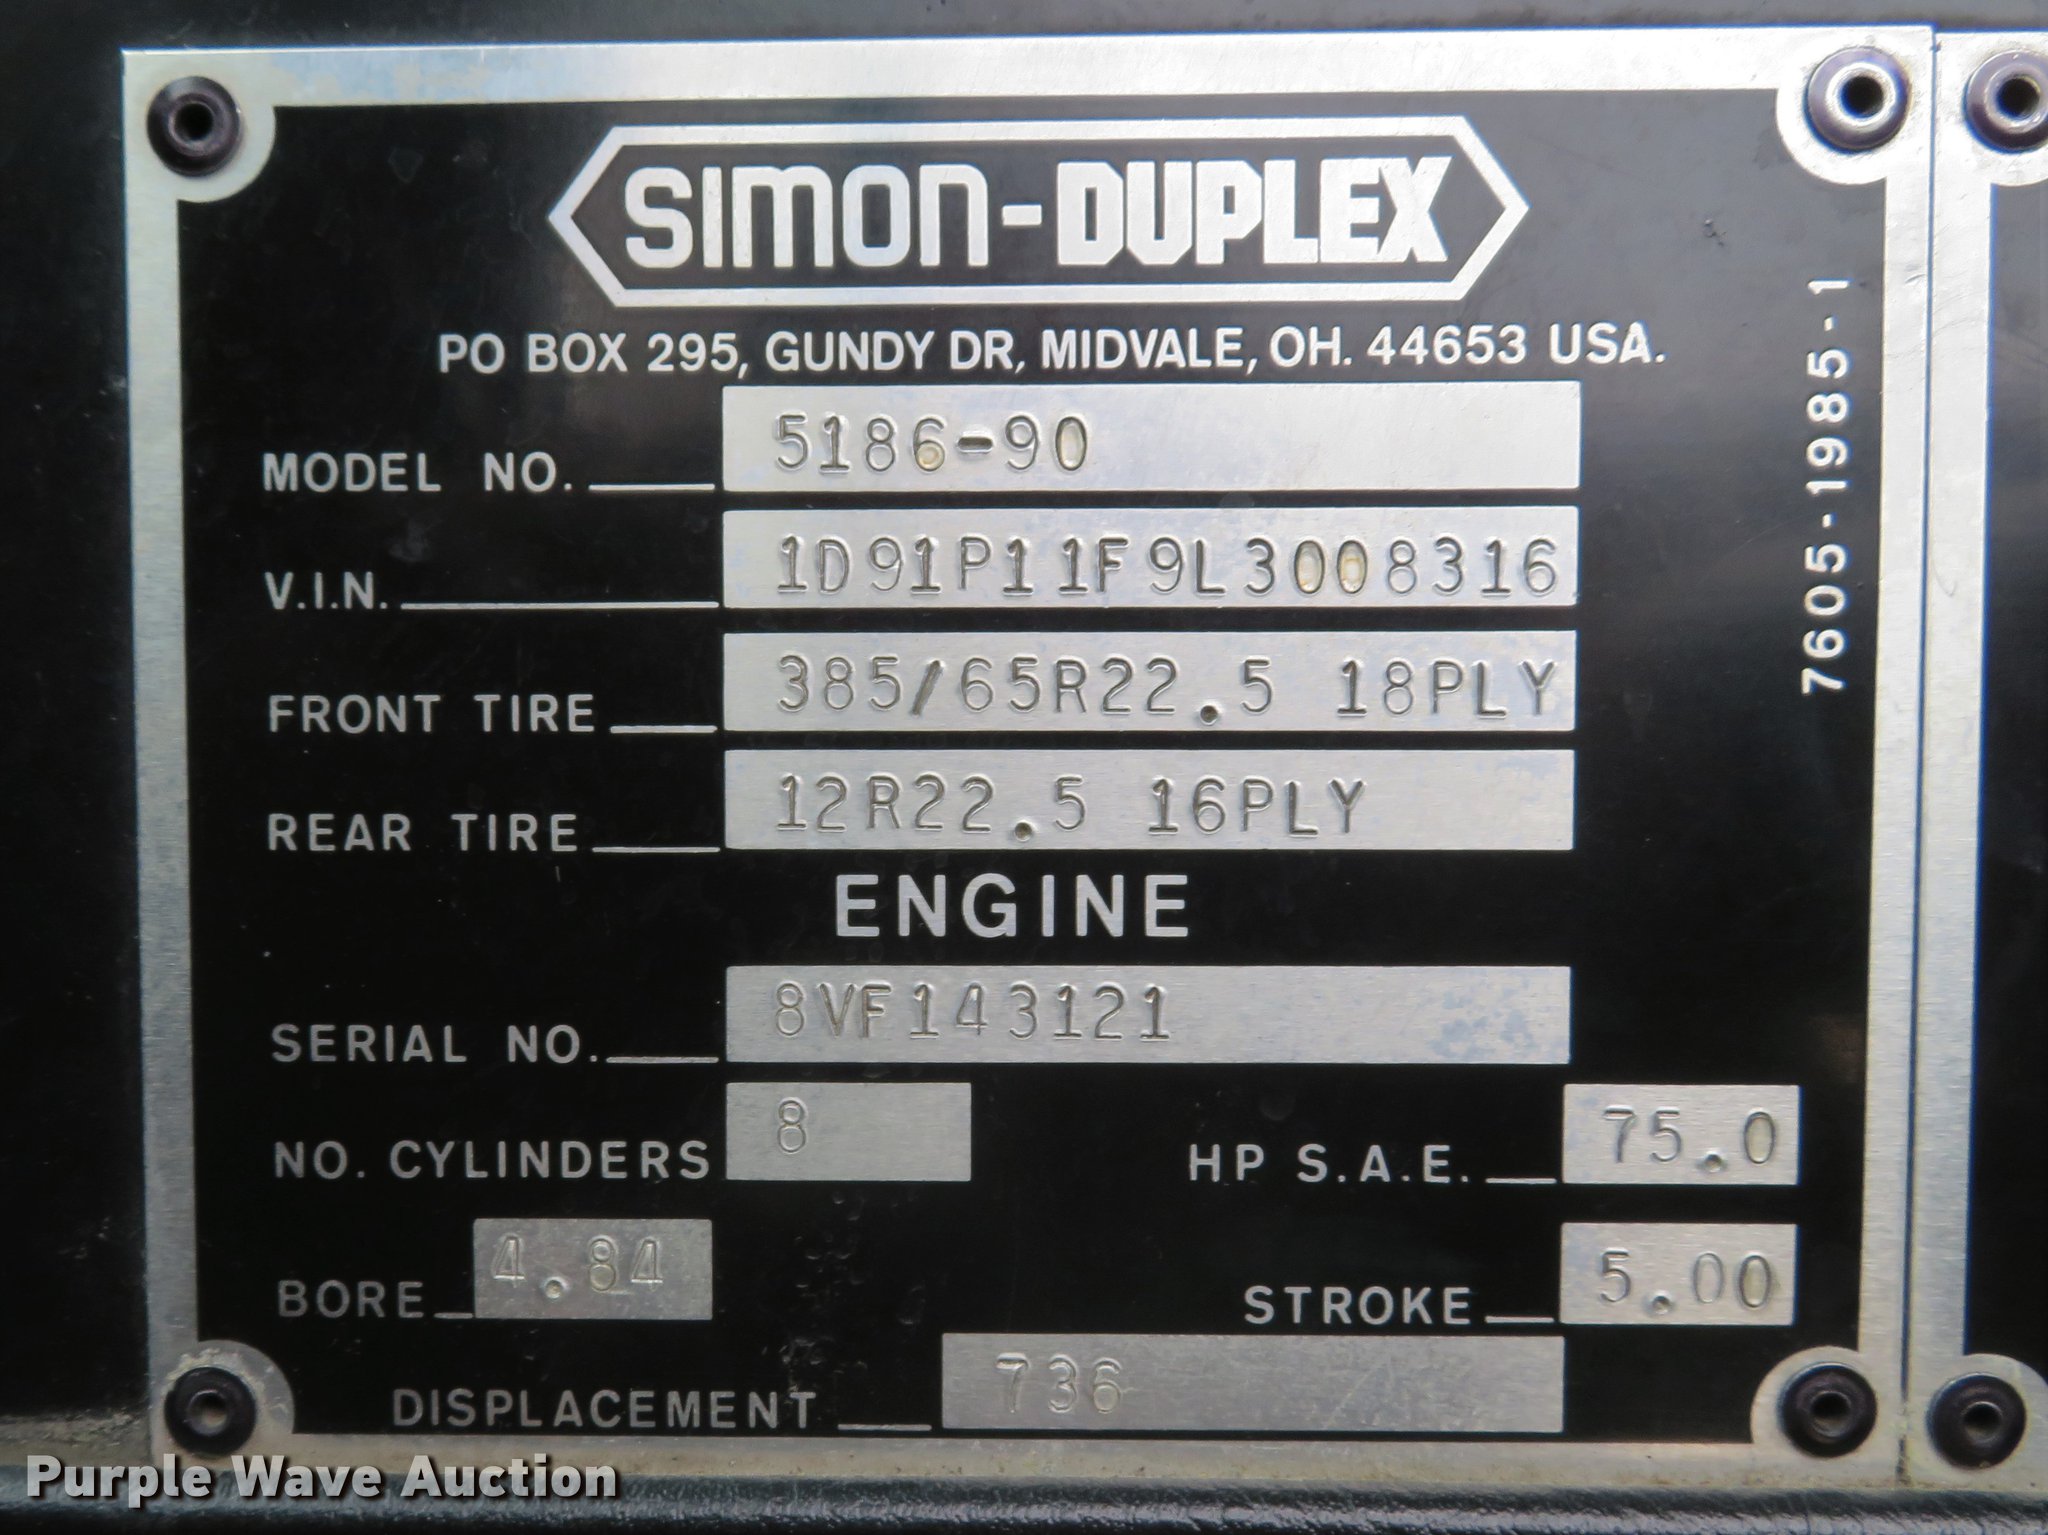 SIMON-DUPLEX
PO BOX 295, GUNDY DR, MIDVALE, OH. 44653 USA.
MODEL NO. 5186-90
V.I.N. 1D91P11F9L3008316
FRONT TIRE 385/65R22.5 18PLY
REAR TIRE 12R22.5 16PLY
ENGINE
SERIAL NO. 8VF143121
NO. CYLINDERS 8 HP S.A.E. 75.0
BORE 4.84 STROKE 5.00
DISPLACEMENT 736
7605-1985-1
Purple Wave Auction